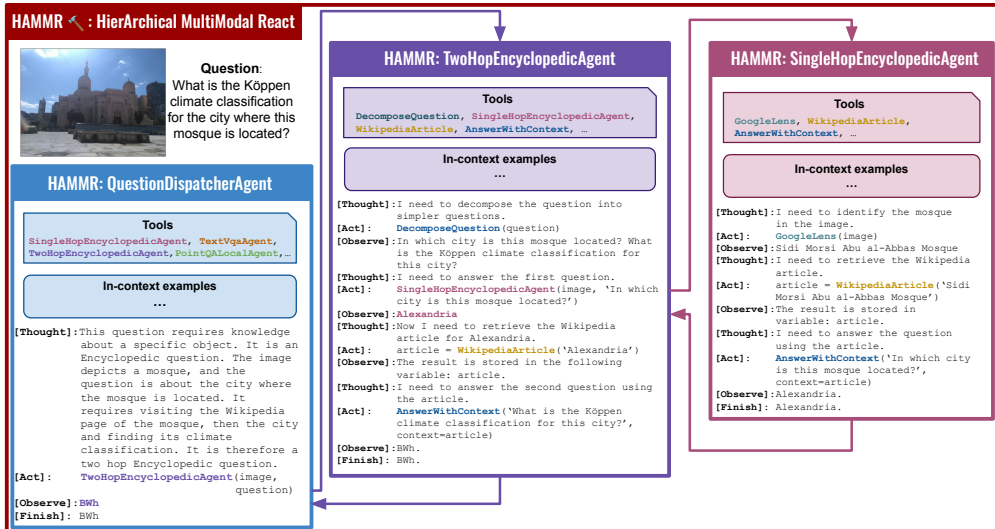 HAMMR 🔨 : HierArchical MultiModal React
Question:
What is the Köppen
climate classification
for the city where this
mosque is located?
HAMMR: QuestionDispatcherAgent
Tools
SingleHopEncyclopedicAgent, TextVqaAgent,
TwoHopEncyclopedicAgent,PointQALocalAgent,…
In-context examples
...
[Thought]:This question requires knowledge
about a specific object. It is an
Encyclopedic question. The image
depicts a mosque, and the
question is about the city where
the mosque is located. It
requires visiting the Wikipedia
page of the mosque, then the city
and finding its climate
classification. It is therefore a
two hop Encyclopedic question.
[Act]: TwoHopEncyclopedicAgent(image,
question)
[Observe]:BWh
[Finish]: BWh
HAMMR: TwoHopEncyclopedicAgent
Tools
DecomposeQuestion, SingleHopEncyclopedicAgent,
WikipediaArticle, AnswerWithContext, …
In-context examples
...
[Thought]:I need to decompose the question into
simpler questions.
[Act]: DecomposeQuestion(question)
[Observe]:In which city is this mosque located? What
is the Köppen climate classification for
this city?
[Thought]:I need to answer the first question.
[Act]: SingleHopEncyclopedicAgent(image, ‘In which
city is this mosque located?’)
[Observe]:Alexandria
[Thought]:Now I need to retrieve the Wikipedia
article for Alexandria.
[Act]: article = WikipediaArticle(‘Alexandria’)
[Observe]:The result is stored in the following
variable: article.
[Thought]:I need to answer the second question using
the article.
[Act]: AnswerWithContext(‘What is the Köppen
climate classification for this city?’,
context=article)
[Observe]:BWh.
[Finish]: BWh.
HAMMR: SingleHopEncyclopedicAgent
Tools
GoogleLens, WikipediaArticle,
AnswerWithContext, …
In-context examples
...
[Thought]:I need to identify the mosque
in the image.
[Act]: GoogleLens(image)
[Observe]:Sidi Morsi Abu al-Abbas Mosque
[Thought]:I need to retrieve the Wikipedia
article.
[Act]: article = WikipediaArticle(‘Sidi
Morsi Abu al-Abbas Mosque’)
[Observe]:The result is stored in
variable: article.
[Thought]:I need to answer the question
using the article.
[Act]: AnswerWithContext(‘In which city
is this mosque located?’,
context=article)
[Observe]:Alexandria.
[Finish]: Alexandria.